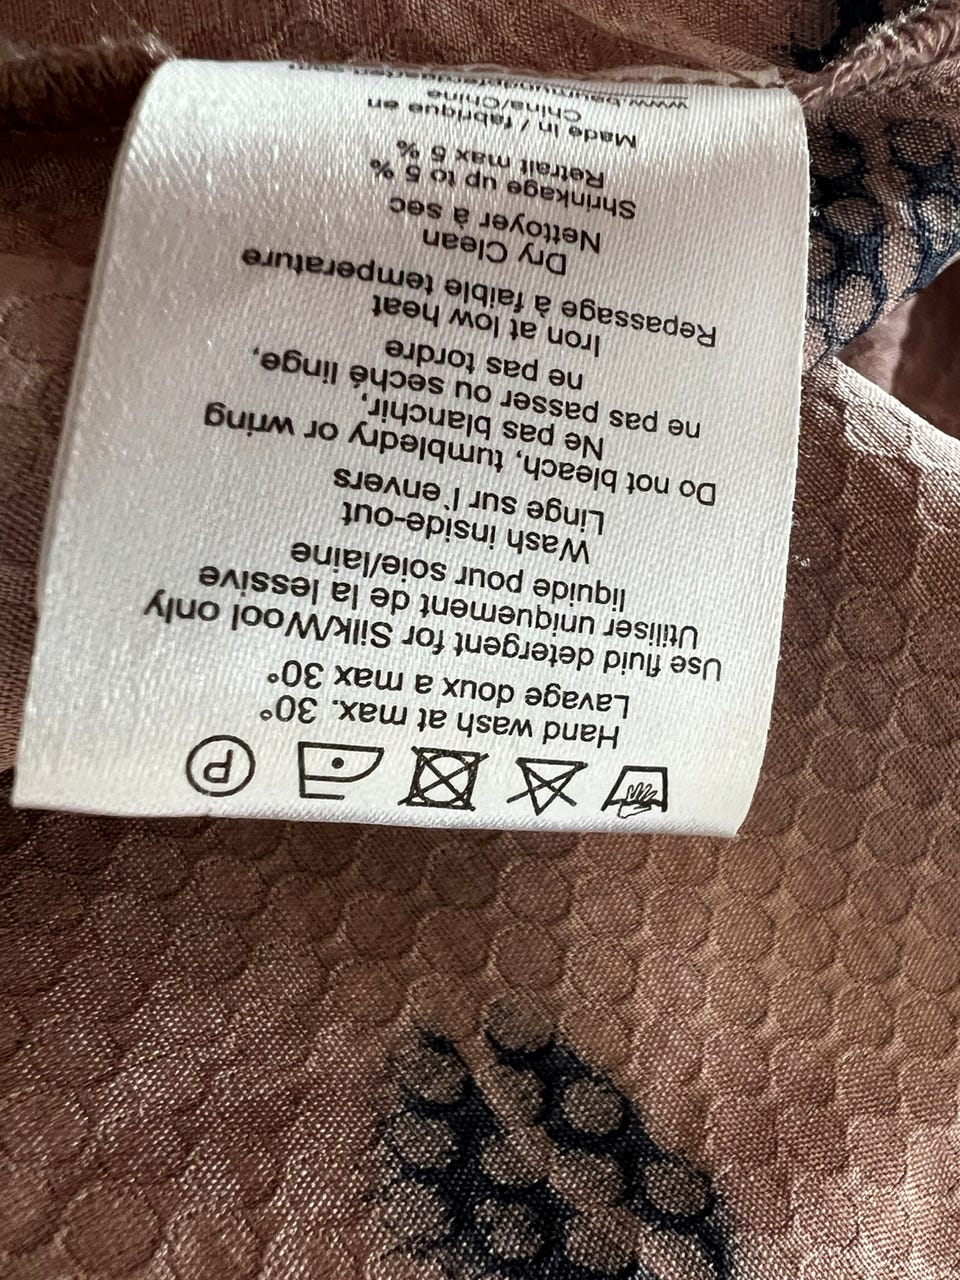 P
Hand wash at max. 30°
Lavage doux a max 30°
Use fluid detergent for Silk/Wool only
Utiliser uniquement de la lessive
liquide pour soie/laine
Wash inside-out
Linge sur l'envers
Do not bleach, tumbledry or wring
Ne pas blanchir,
ne pas passer ou seché linge,
ne pas tordre
Iron at low heat
Repassage à faible temperature
Dry Clean
Nettoyer à sec
Shrinkage up to 5 %
Retrait max 5 %
Made in / fabrique en
China/Chine